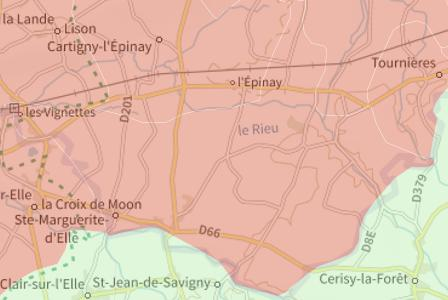 la Lande
Lison
Cartigny-l'Épinay
Tournières
l'Épinay
les Vignettes
D201
le Rieu
r-Elle
la Croix de Moon
Ste-Marguerite-
d'Elle
D66
D8E
D379
Clair-sur-l'Elle
St-Jean-de-Savigny
Cerisy-la-Forêt